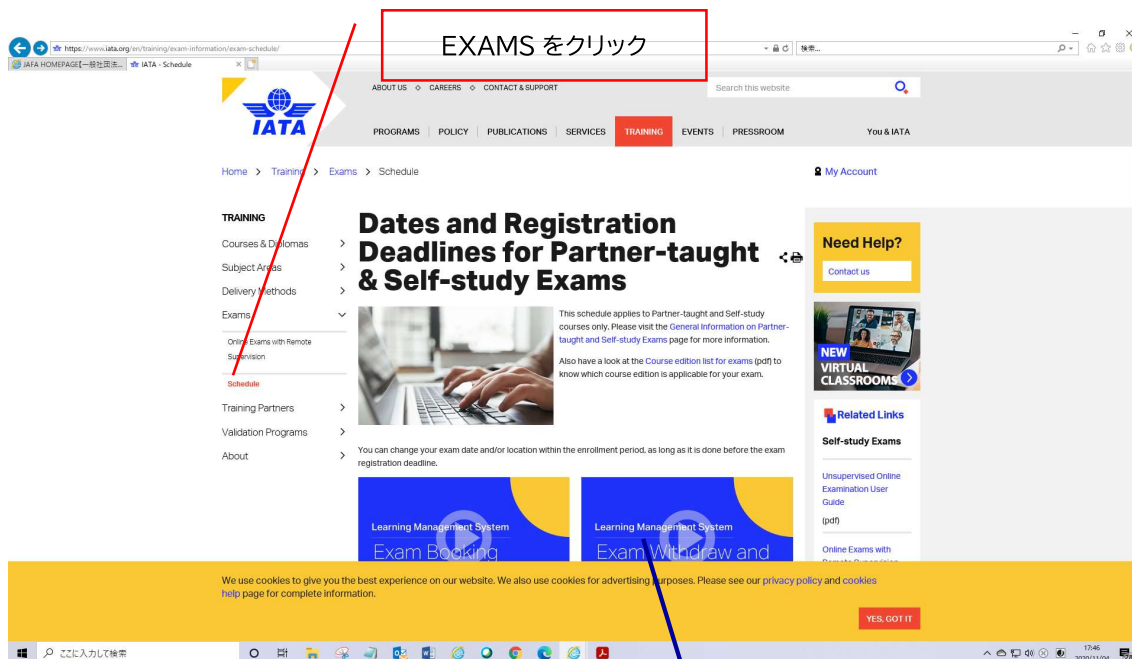 EXAMS をクリック
https://www.iata.org/en/training/exam-information/exam-schedule/
検索...
JAFA HOMEPAGE【一般社団法...
IATA - Schedule
ABOUT US ◇ CAREERS ◇ CONTACT & SUPPORT
Search this website
IATA
PROGRAMS | POLICY | PUBLICATIONS | SERVICES | TRAINING | EVENTS | PRESSROOM
You & IATA
Home > Training > Exams > Schedule
My Account
TRAINING
Courses & Diplomas
Subject Areas
Delivery Methods
Exams
Online Exams with Remote
Supervision
Schedule
Training Partners
Validation Programs
About
Dates and Registration
Deadlines for Partner-taught
& Self-study Exams
This schedule applies to Partner-taught and Self-study
courses only. Please visit the General Information on Partner-
taught and Self-study Exams page for more information.
Also have a look at the Course edition list for exams (pdf) to
know which course edition is applicable for your exam.
You can change your exam date and/or location within the enrollment period, as long as it is done before the exam
registration deadline.
Learning Management System
Exam Booking
Learning Management System
Exam Withdraw and
Need Help?
Contact us
NEW
VIRTUAL
CLASSROOMS
Related Links
Self-study Exams
Unsupervised Online
Examination User
Guide
(pdf)
Online Exams with
Remote Supervision
We use cookies to give you the best experience on our website. We also use cookies for advertising purposes. Please see our privacy policy and cookies
help page for complete information.
YES, GOT IT
ここに入力して検索
17:46
2020/11/04